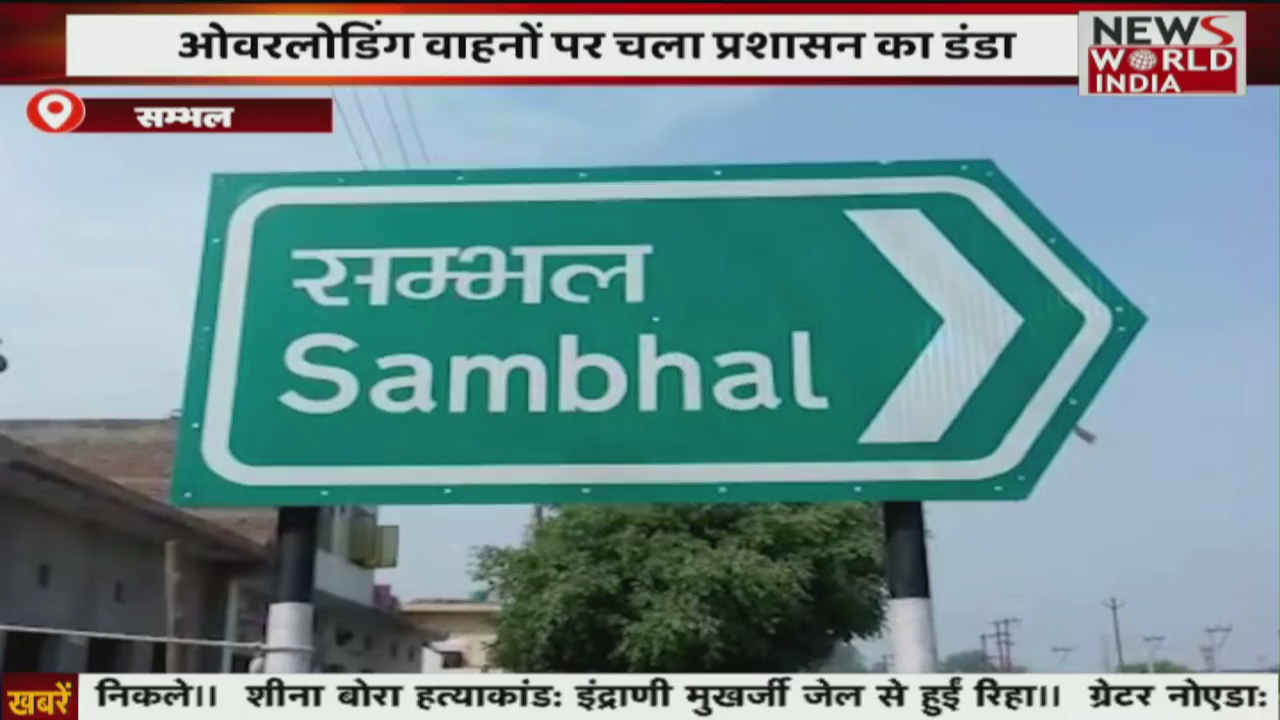 ओवरलोडिंग वाहनों पर चला प्रशासन का डंडा
NEWS
WORLD
INDIA
सम्भल
सम्भल
Sambhal
खबरें
निकले।। शीना बोरा हत्याकांड: इंद्राणी मुखर्जी जेल से हुईं रिहा।। ग्रेटर नोएडा: